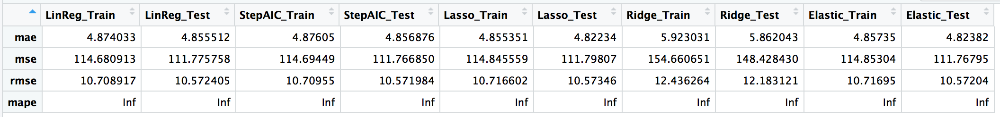 LinReg_Train LinReg_Test StepAIC_Train StepAIC_Test Lasso_Train Lasso_Test Ridge_Train Ridge_Test Elastic_Train Elastic_Test
mae 4.874033 4.855512 4.87605 4.856876 4.855351 4.82234 5.923031 5.862043 4.85735 4.82382
mse 114.680913 111.775758 114.69449 111.766850 114.845559 111.79807 154.660651 148.428430 114.85304 111.76795
rmse 10.708917 10.572405 10.70955 10.571984 10.716602 10.57346 12.436264 12.183121 10.71695 10.57204
mape Inf Inf Inf Inf Inf Inf Inf Inf Inf Inf